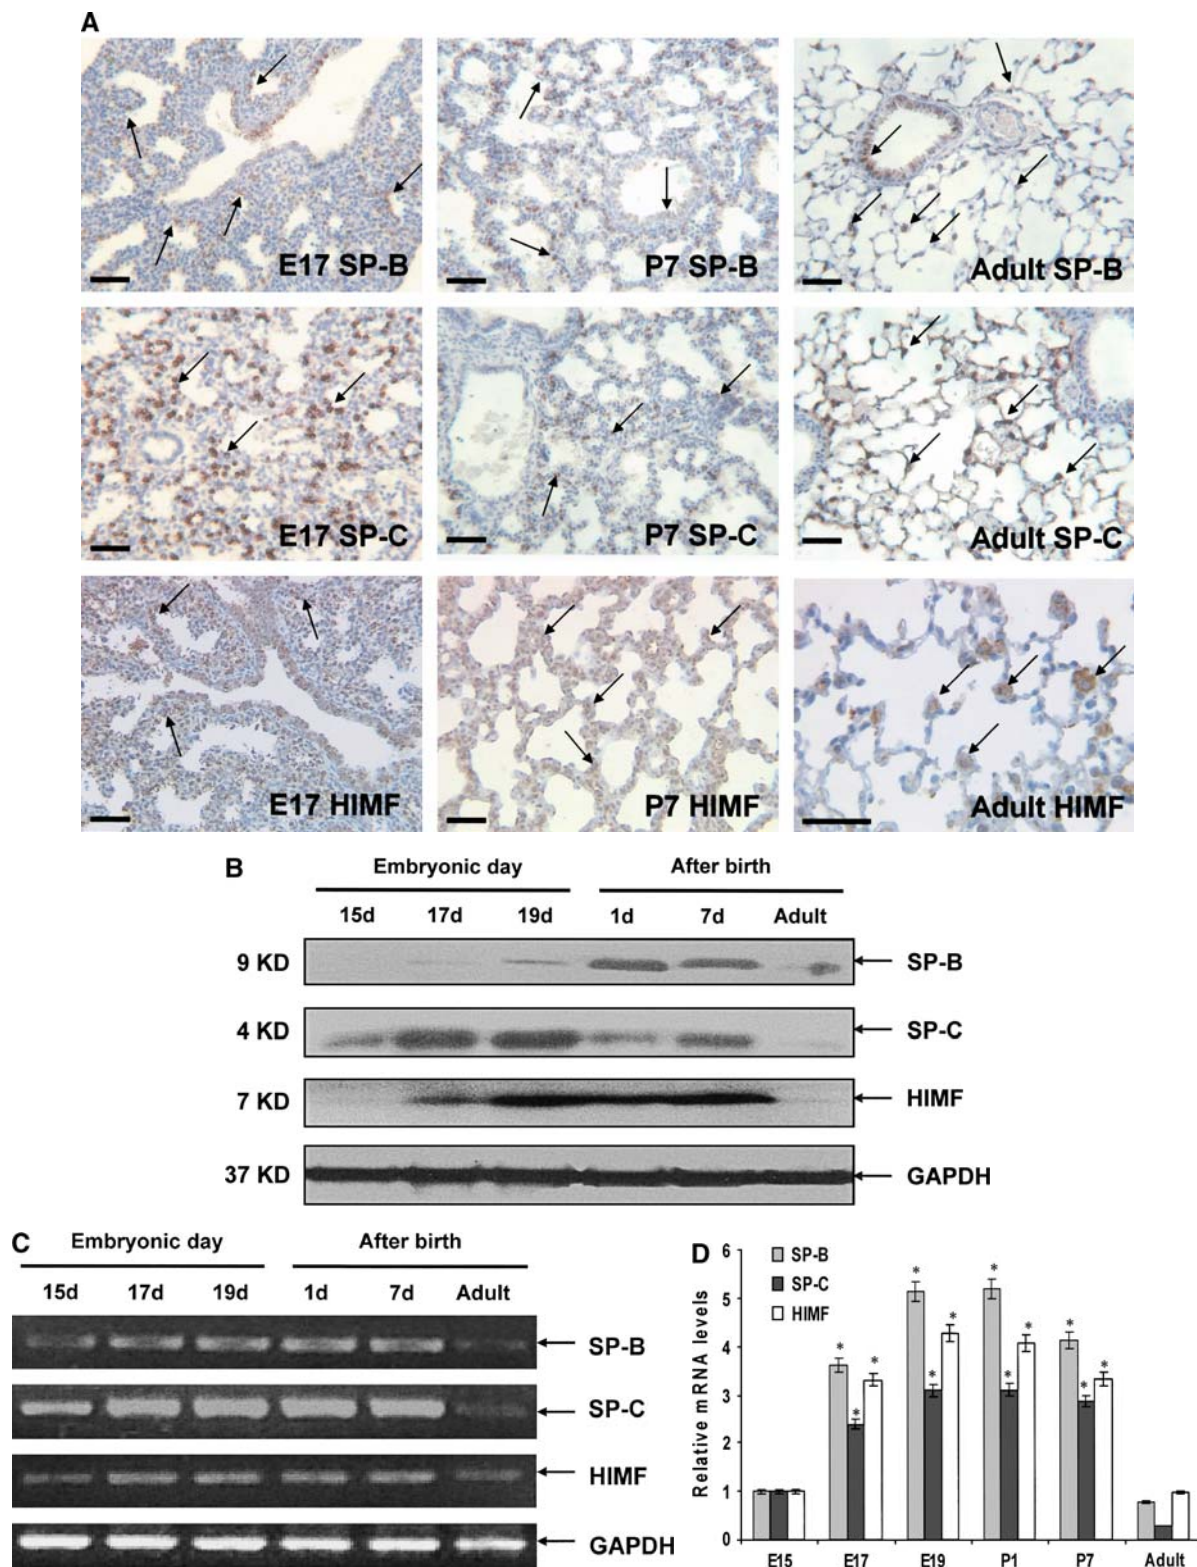 A
E17 SP-B
P7 SP-B
Adult SP-B
E17 SP-C
P7 SP-C
Adult SP-C
E17 HIMF
P7 HIMF
Adult HIMF
B
Embryonic day After birth
15d 17d 19d 1d 7d Adult
9 KD SP-B
4 KD SP-C
7 KD HIMF
37 KD GAPDH
C
Embryonic day After birth
15d 17d 19d 1d 7d Adult
SP-B
SP-C
HIMF
GAPDH
D
Relative mRNA levels
6
5
4
3
2
1
0
SP-B
SP-C
HIMF
* * * * * * * * * * * *
E15 E17 E19 P1 P7 Adult